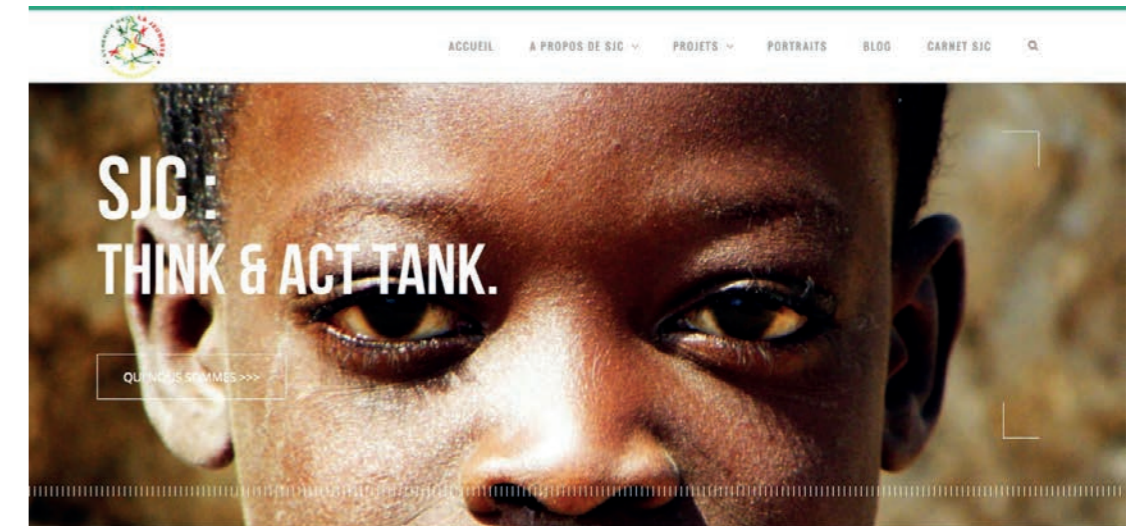 ACCUEIL A PROPOS DE SJC PROJETS PORTRAITS BLOG CARNET SJC
SJC :
THINK & ACT TANK.
QUI NOUS SOMMES >>>